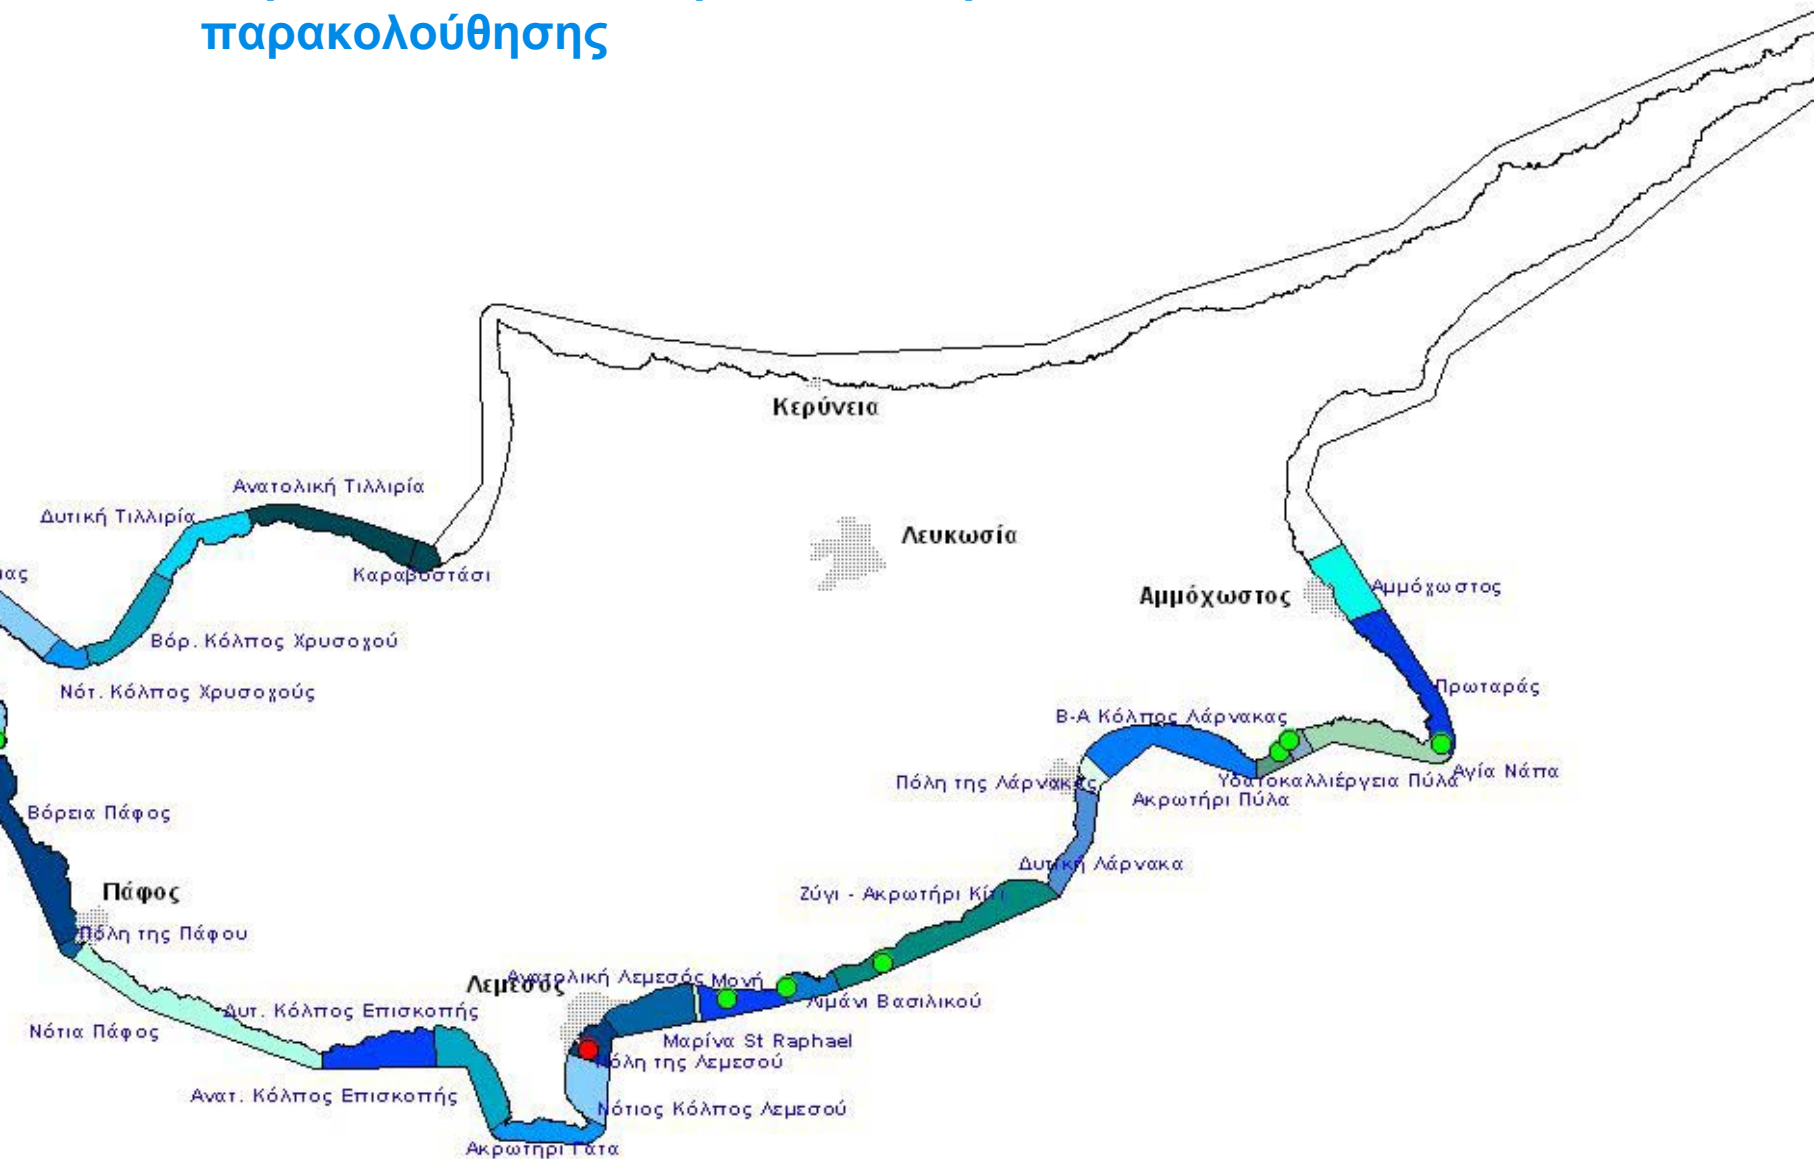 παρακολούθησης
Κερύνεια
Ανατολική Τιλλιρία
Δυτική Τιλλιρία
Λευκωσία
Καραβοστάσι
Αμμόχωστος
Αμμόχωστος
Βόρ. Κόλπος Χρυσοχού
Νότ. Κόλπος Χρυσοχούς
Πρωταράς
Β-Α Κόλπος Λάρνακας
Αγία Νάπα
Πόλη της Λάρνακας
Υδατοκαλλιέργεια Πύλα
Ακρωτήρι Πύλα
Βόρεια Πάφος
Δυτική Λάρνακα
Πάφος
Ζύγι - Ακρωτήρι Κίτι
Πόλη της Πάφου
Λεμεσός
Ανατολική Λεμεσός
Μονή
Λιμάνι Βασιλικού
Δυτ. Κόλπος Επισκοπής
Νότια Πάφος
Μαρίνα St Raphael
Πόλη της Λεμεσού
Ανατ. Κόλπος Επισκοπής
Νότιος Κόλπος Λεμεσού
Ακρωτήρι Γάτα